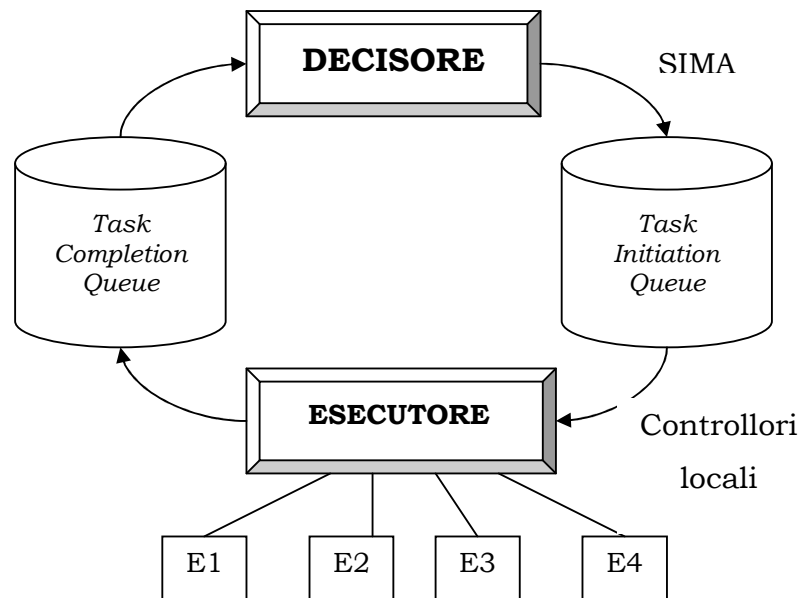 DECISORE
SIMA
Task
Completion
Queue
Task
Initiation
Queue
ESECUTORE
Controllori
locali
E1
E2
E3
E4